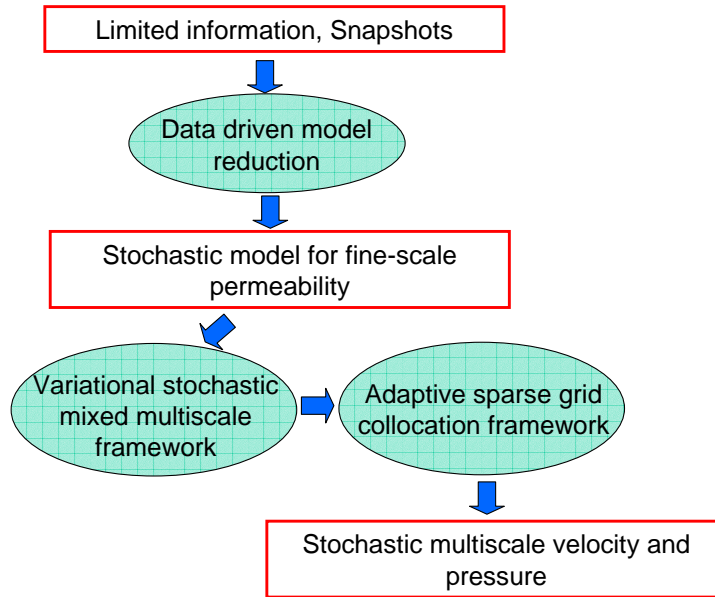 Limited information, Snapshots
Data driven model
reduction
Stochastic model for fine-scale
permeability
Variational stochastic
mixed multiscale
framework
Adaptive sparse grid
collocation framework
Stochastic multiscale velocity and
pressure